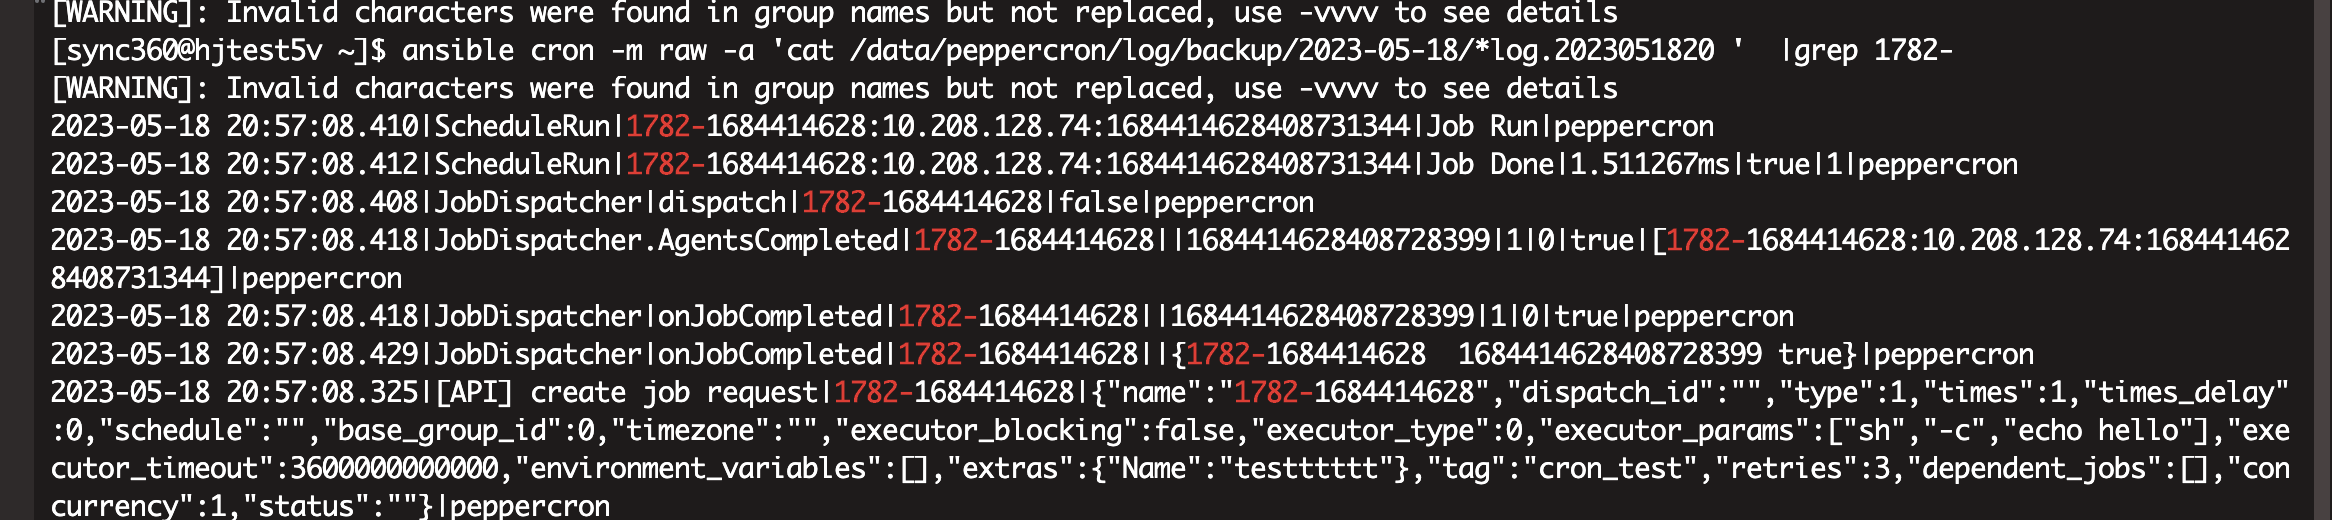 [WARNING]: Invalid characters were found in group names but not replaced, use -vvvv to see details
[sync360@hjtest5v ~]$ ansible cron -m raw -a 'cat /data/peppercron/log/backup/2023-05-18/*log.2023051820 '  |grep 1782-
[WARNING]: Invalid characters were found in group names but not replaced, use -vvvv to see details
2023-05-18 20:57:08.410|ScheduleRun|1782-1684414628:10.208.128.74:1684414628408731344|Job Run|peppercron
2023-05-18 20:57:08.412|ScheduleRun|1782-1684414628:10.208.128.74:1684414628408731344|Job Done|1.511267ms|true|1|peppercron
2023-05-18 20:57:08.408|JobDispatcher|dispatch|1782-1684414628|false|peppercron
2023-05-18 20:57:08.418|JobDispatcher.AgentsCompleted|1782-1684414628||1684414628408728399|1|0|true|[1782-1684414628:10.208.128.74:168441462
8408731344]|peppercron
2023-05-18 20:57:08.418|JobDispatcher|onJobCompleted|1782-1684414628||1684414628408728399|1|0|true|peppercron
2023-05-18 20:57:08.429|JobDispatcher|onJobCompleted|1782-1684414628||{1782-1684414628  1684414628408728399 true}|peppercron
2023-05-18 20:57:08.325|[API] create job request|1782-1684414628|{"name":"1782-1684414628","dispatch_id":"","type":1,"times":1,"times_delay"
:0,"schedule":"","base_group_id":0,"timezone":"","executor_blocking":false,"executor_type":0,"executor_params":["sh","-c","echo hello"],"exe
cutor_timeout":3600000000000,"environment_variables":[],"extras":{"Name":"testttttt"},"tag":"cron_test","retries":3,"dependent_jobs":[],"con
currency":1,"status":""}|peppercron